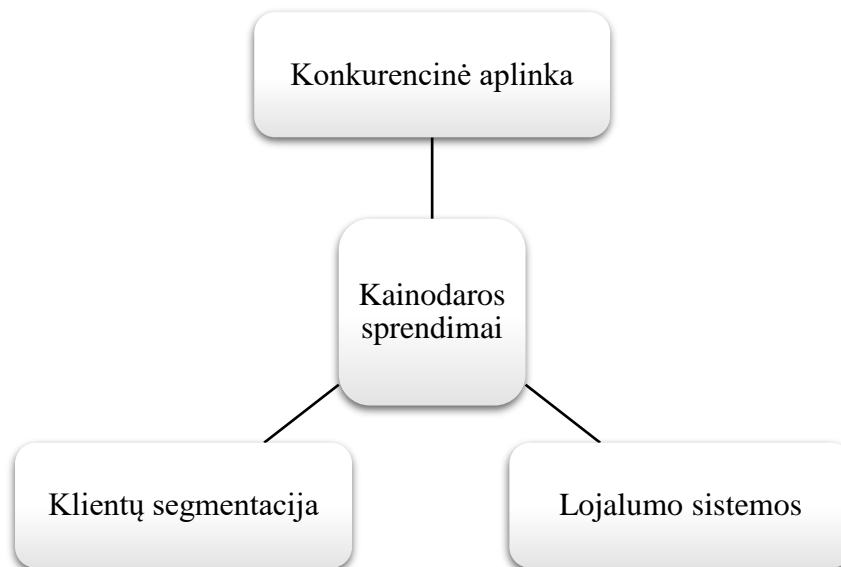 Konkurencinė aplinka
Kainodaros
sprendimai
Klientų segmentacija
Lojalumo sistemos